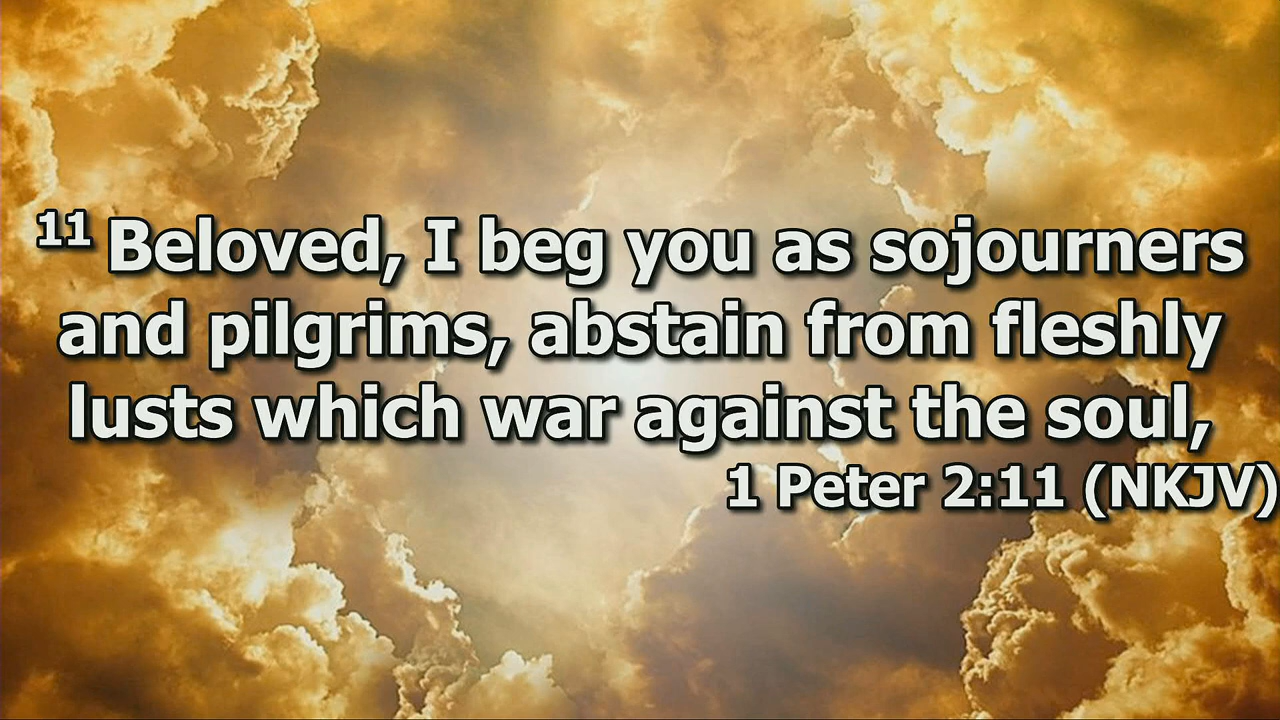 11 Beloved, I beg you as sojourners
and pilgrims, abstain from fleshly
lusts which war against the soul,
1 Peter 2:11 (NKJV)